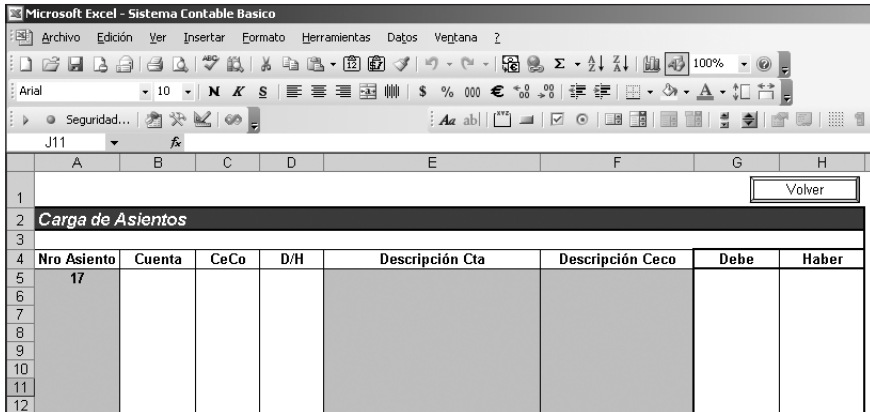 Microsoft Excel - Sistema Contable Basico
Archivo Edición Ver Insertar Formato Herramientas Datos Ventana ?
100%
Arial 10 N K S $ % 000 €
Seguridad... Aa ab|
J11 fx
A B C D E F G H
1 Volver
2 Carga de Asientos
3
4 Nro Asiento Cuenta CeCo D/H Descripción Cta Descripción Ceco Debe Haber
5 17
6
7
8
9
10
11
12